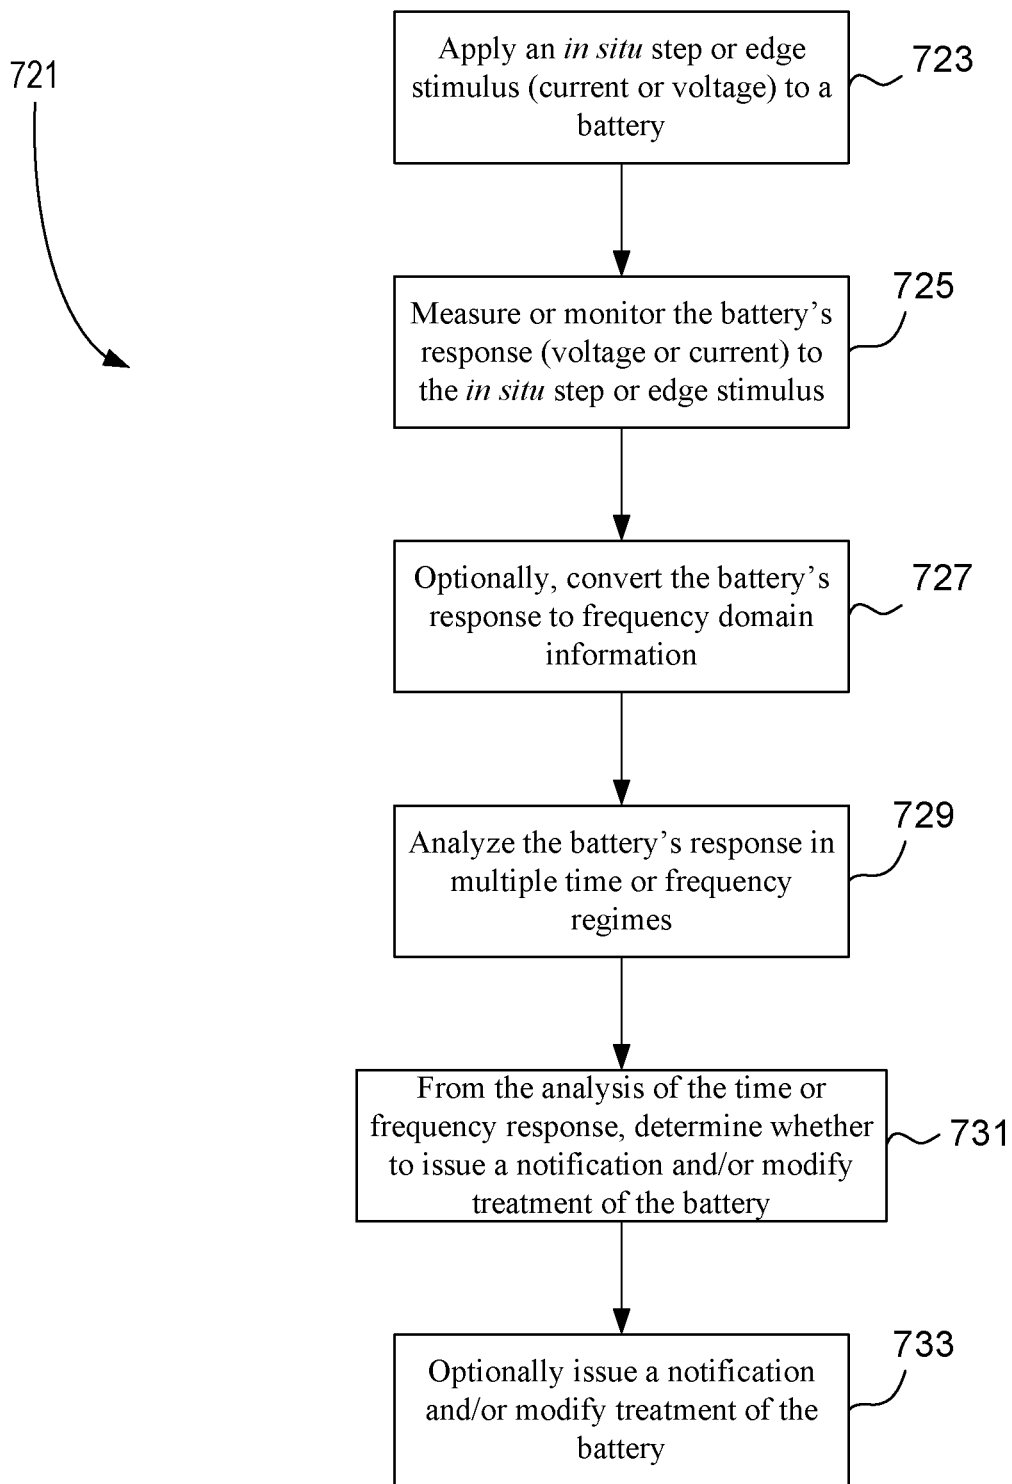 721
Apply an in situ step or edge
stimulus (current or voltage) to a
battery
723
Measure or monitor the battery’s
response (voltage or current) to
the in situ step or edge stimulus
725
Optionally, convert the battery’s
response to frequency domain
information
727
Analyze the battery’s response in
multiple time or frequency
regimes
729
From the analysis of the time or
frequency response, determine whether
to issue a notification and/or modify
treatment of the battery
731
Optionally issue a notification
and/or modify treatment of the
battery
733